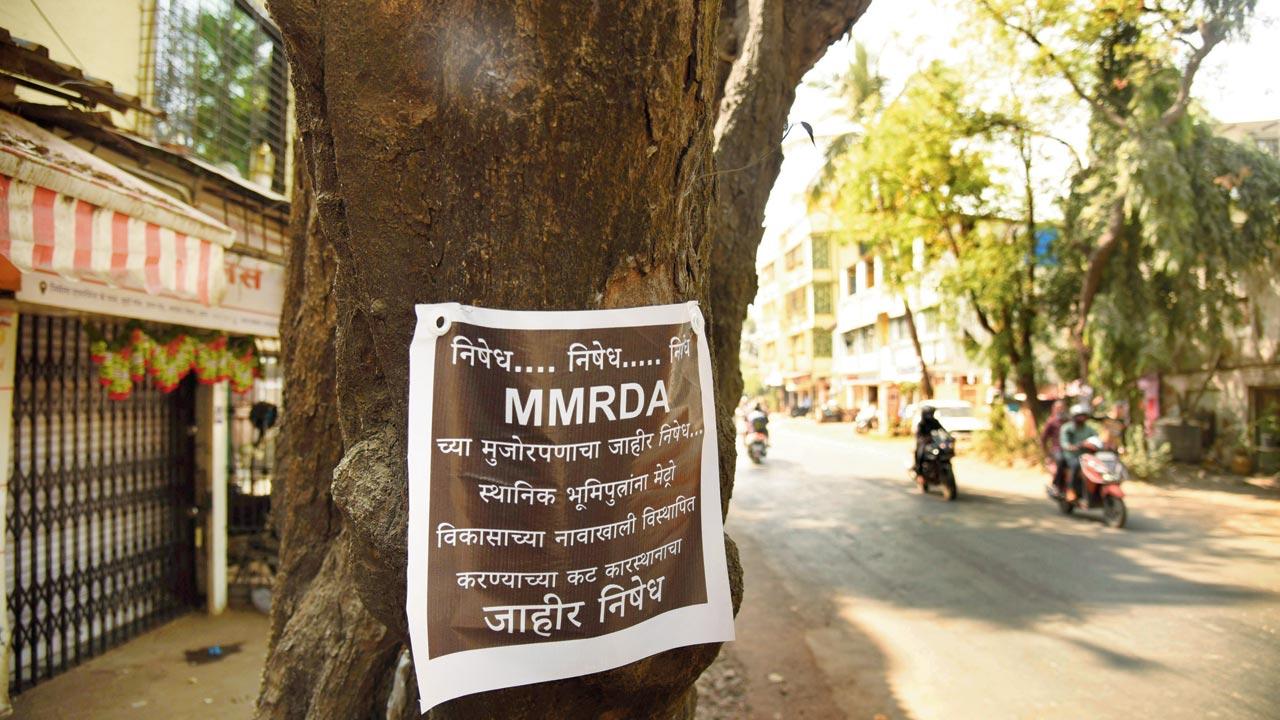 निषेध.... निषेध..... निषे
MMRDA
च्या मुजोरपणाचा जाहीर निषेध...
स्थानिक भूमिपुत्रांना मेट्रो
विकासाच्या नावाखाली विस्थापित
करण्याच्या कट कारस्थानाचा
जाहीर निषेध